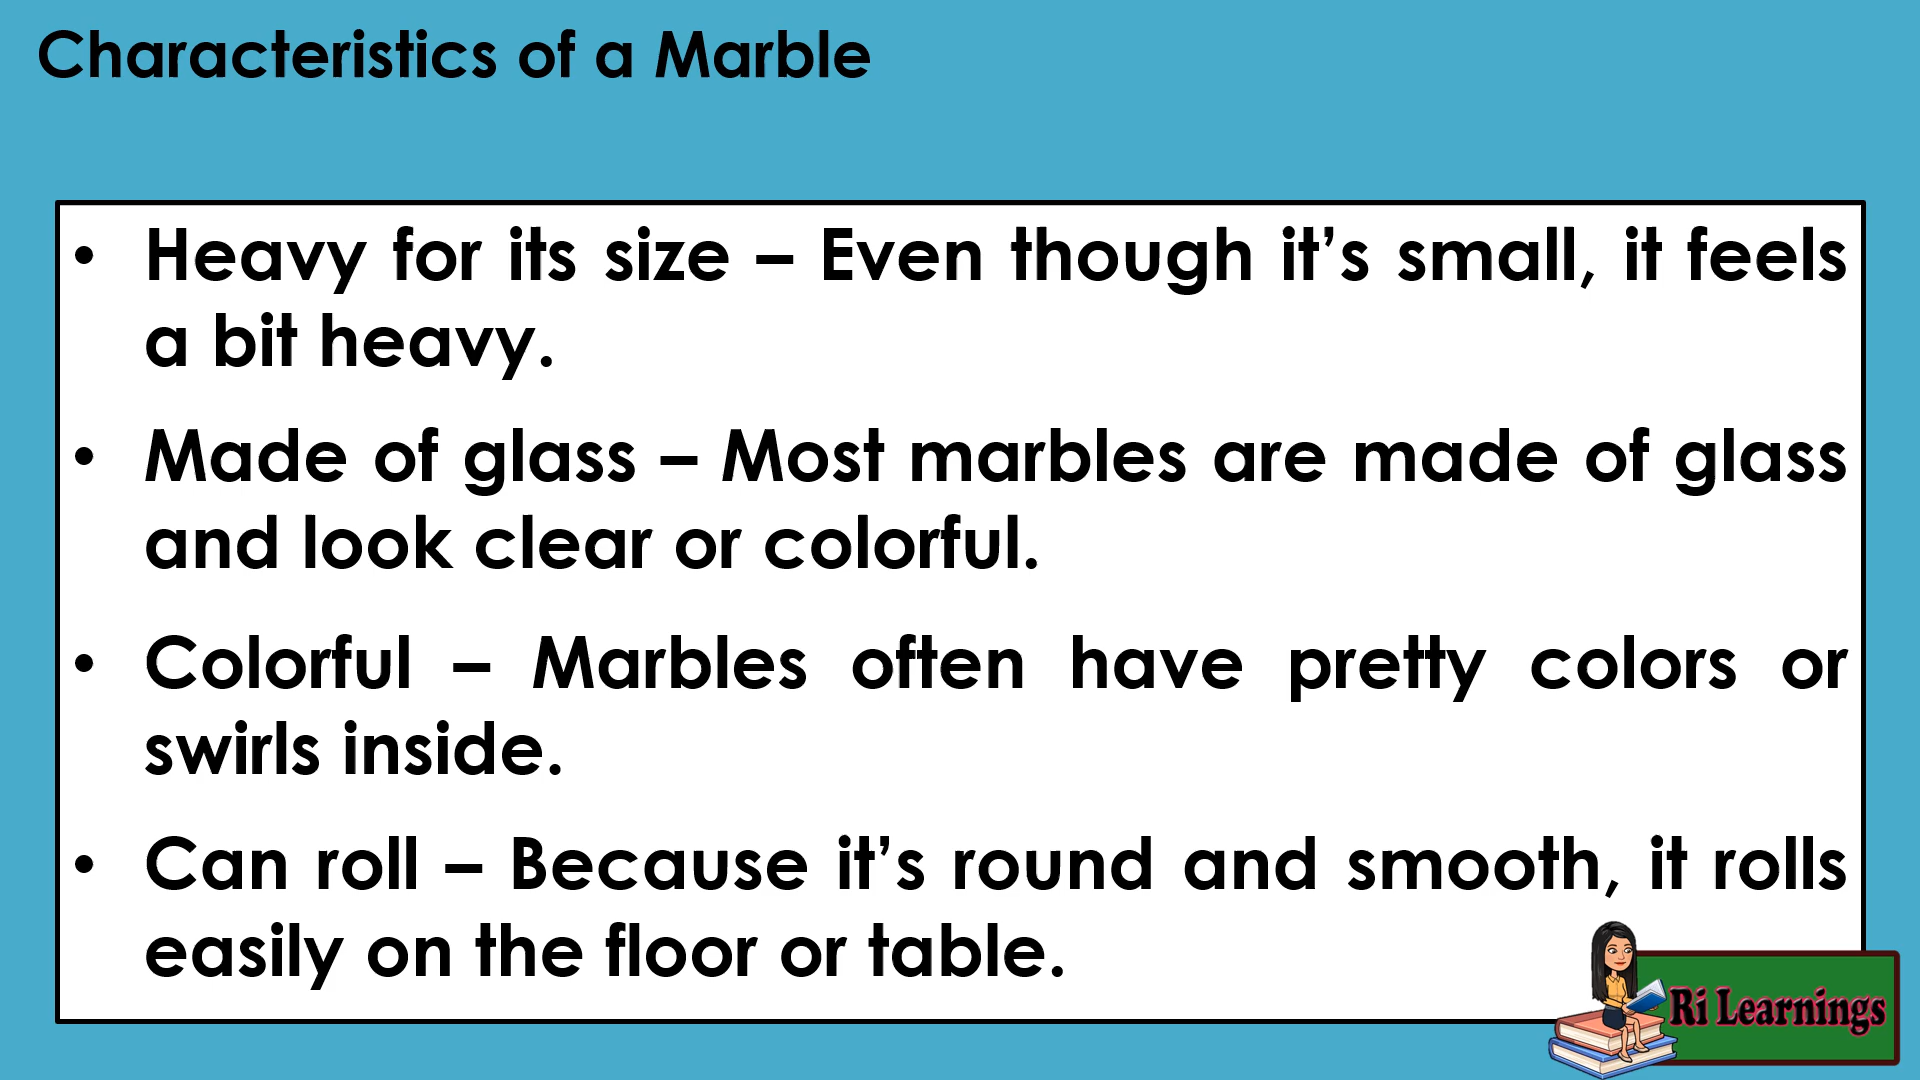 Characteristics of a Marble
• Heavy for its size – Even though it’s small, it feels
a bit heavy.
• Made of glass – Most marbles are made of glass
and look clear or colorful.
• Colorful – Marbles often have pretty colors or
swirls inside.
• Can roll – Because it’s round and smooth, it rolls
easily on the floor or table.
Ri Learnings